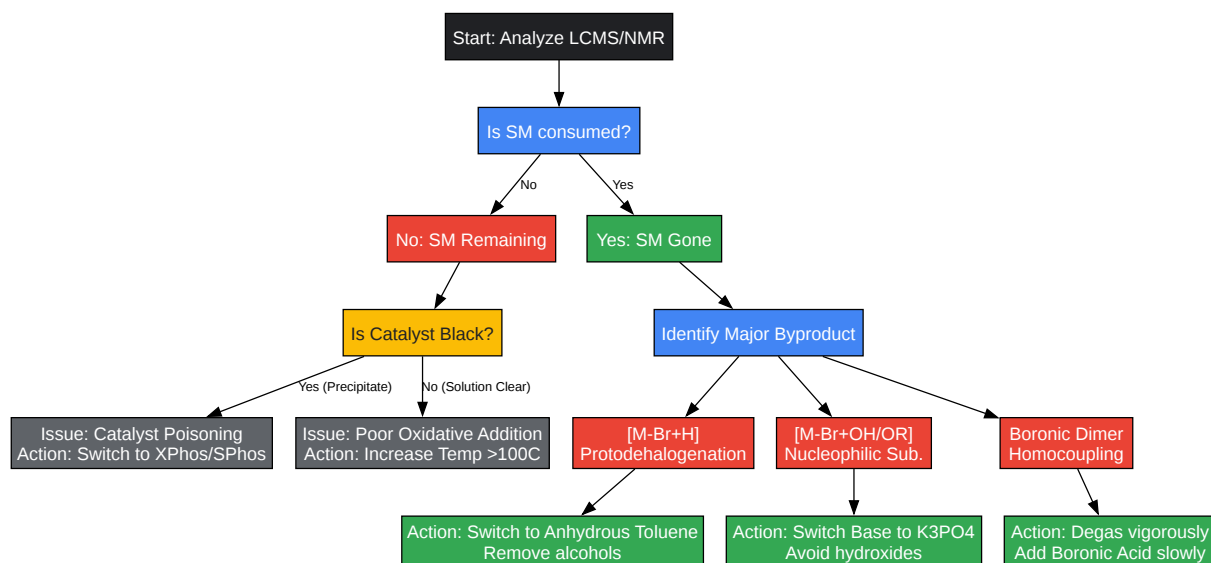 Start: Analyze LCMS/NMR
Is SM consumed?
No
Yes
No: SM Remaining
Yes: SM Gone
Is Catalyst Black?
Identify Major Byproduct
Yes (Precipitate)
No (Solution Clear)
Issue: Catalyst Poisoning
Action: Switch to XPhos/SPhos
Issue: Poor Oxidative Addition
Action: Increase Temp >100C
[M-Br+H]
Protodehalogenation
[M-Br+OH/OR]
Nucleophilic Sub.
Boronic Dimer
Homocoupling
Action: Switch to Anhydrous Toluene
Remove alcohols
Action: Switch Base to K3PO4
Avoid hydroxides
Action: Degas vigorously
Add Boronic Acid slowly